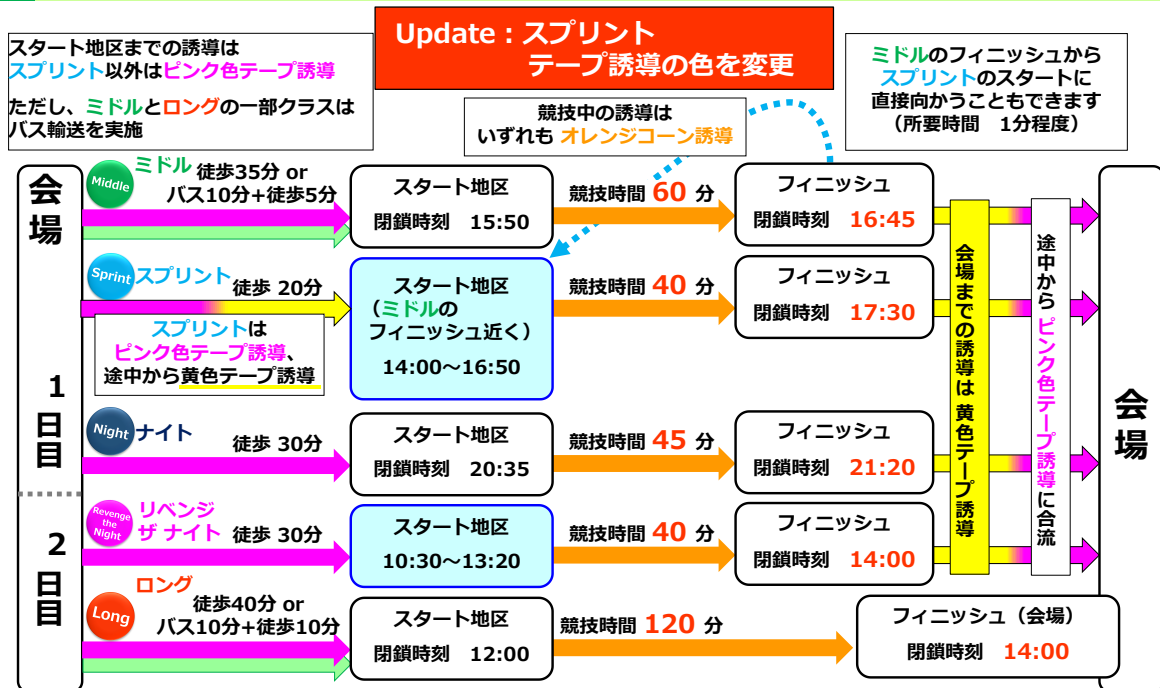 Update：スプリント
テープ誘導の色を変更
スタート地区までの誘導は
スプリント以外はピンク色テープ誘導
ただし、ミドルとロングの一部クラスは
バス輸送を実施
競技中の誘導は
いずれも オレンジコーン誘導
ミドルのフィニッシュから
スプリントのスタートに
直接向かうこともできます
（所要時間　1分程度）
会場
1日目
2日目
Middle
ミドル
徒歩35分 or
バス10分+徒歩5分
スタート地区
閉鎖時刻　15:50
競技時間 60 分
フィニッシュ
閉鎖時刻　16:45
Sprint
スプリント
徒歩 20分
スプリントは
ピンク色テープ誘導、
途中から黄色テープ誘導
スタート地区
（ミドルの
フィニッシュ近く）
14:00～16:50
競技時間 40 分
フィニッシュ
閉鎖時刻　17:30
Night
ナイト
徒歩 30分
スタート地区
閉鎖時刻　20:35
競技時間 45 分
フィニッシュ
閉鎖時刻　21:20
Revenge
the
Night
リベンジ
ザ ナイト
徒歩 30分
スタート地区
10:30～13:20
競技時間 40 分
フィニッシュ
閉鎖時刻　14:00
Long
ロング
徒歩40分 or
バス10分+徒歩10分
スタート地区
閉鎖時刻　12:00
競技時間 120 分
フィニッシュ（会場）
閉鎖時刻　14:00
会場までの誘導は 黄色テープ誘導
途中から ピンク色テープ誘導に合流
会場